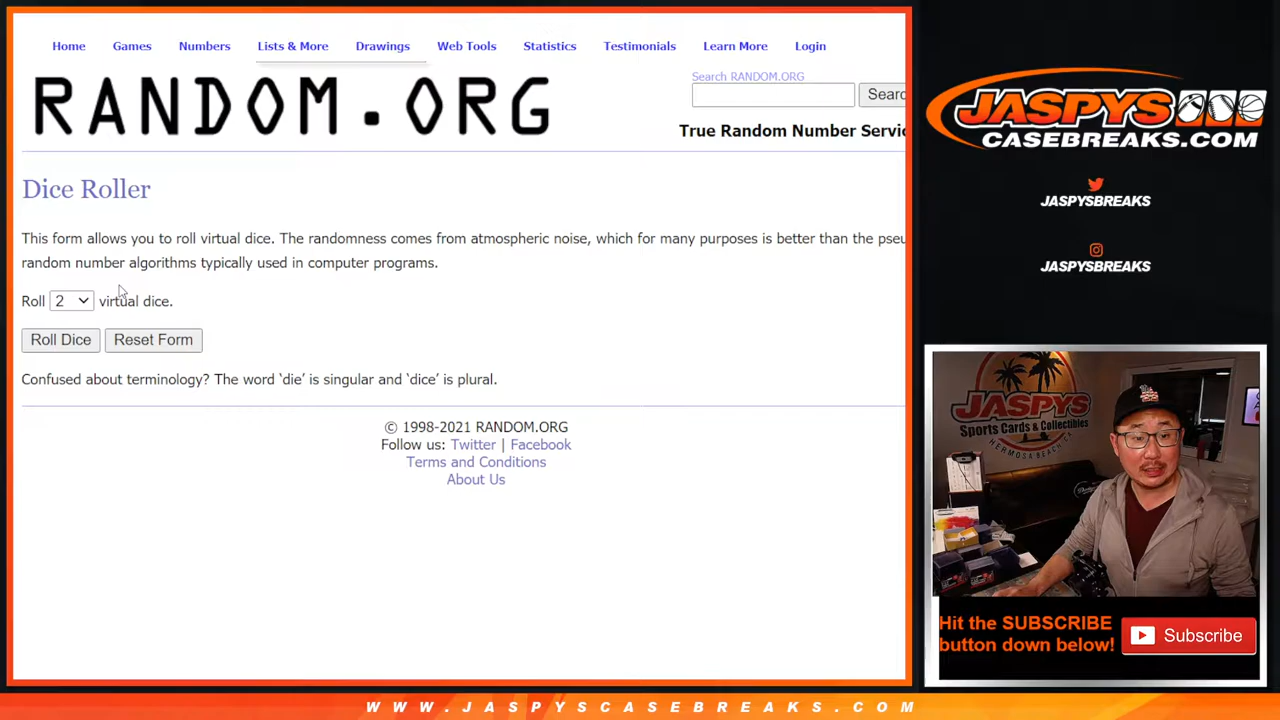 Home Games Numbers Lists & More Drawings Web Tools Statistics Testimonials Learn More Login
RANDOM.ORG
Search RANDOM.ORG
Searc
True Random Number Servic
Dice Roller
This form allows you to roll virtual dice. The randomness comes from atmospheric noise, which for many purposes is better than the pseu
random number algorithms typically used in computer programs.
Roll 2 virtual dice.
Roll Dice Reset Form
Confused about terminology? The word ‘die’ is singular and ‘dice’ is plural.
© 1998-2021 RANDOM.ORG
Follow us: Twitter | Facebook
Terms and Conditions
About Us
JASPYS
CASEBREAKS.COM
JASPYSBREAKS
JASPYSBREAKS
JASPYS
Sports Cards & Collectibles
HERMOSA BEACH CA
Hit the SUBSCRIBE
button down below!
Subscribe
WWW.JASPYSCASEBREAKS.COM